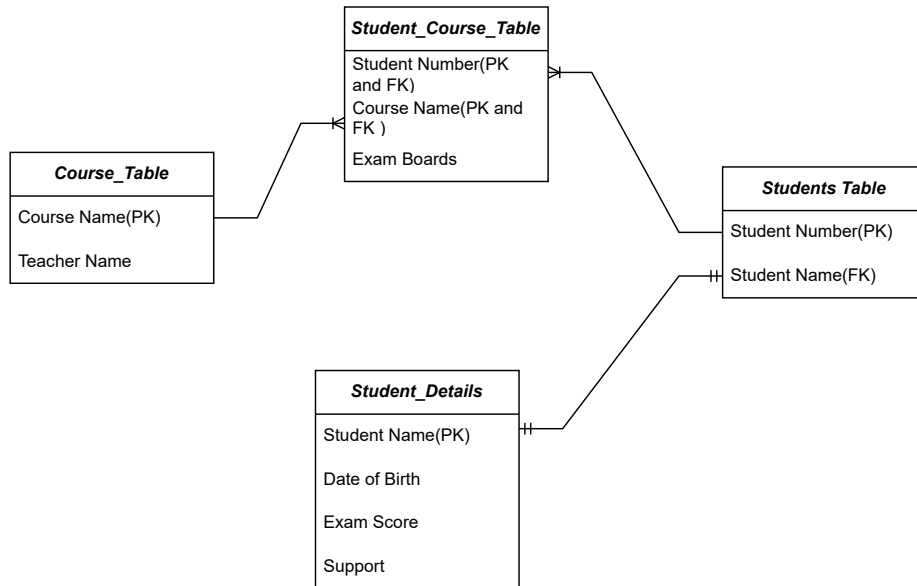 Student_Course_Table
Student Number(PK
and FK)
Course Name(PK and
FK )
Exam Boards
Course_Table
Course Name(PK)
Teacher Name
Students Table
Student Number(PK)
Student Name(FK)
Student_Details
Student Name(PK)
Date of Birth
Exam Score
Support